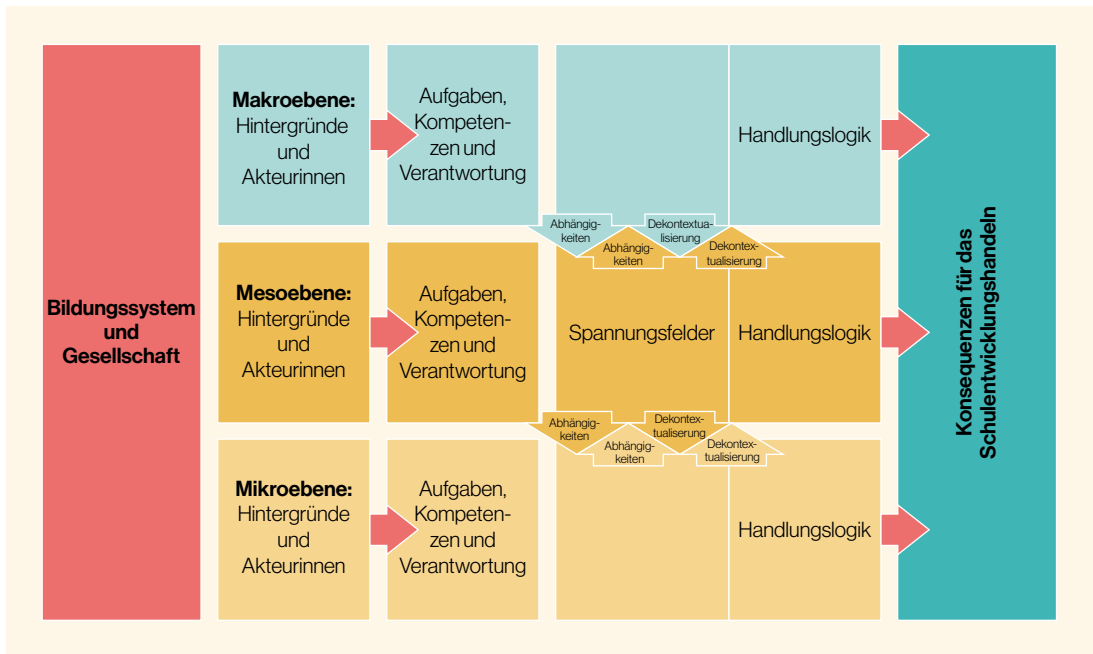 Bildungssystem
und
Gesellschaft
Makroebene:
Hintergründe
und
Akteurinnen
Aufgaben,
Kompeten-
zen und
Verantwortung
Handlungslogik
Abhängig-
keiten
Abhängig-
keiten
Dekontextua-
lisierung
Dekontex-
tualisierung
Mesoebene:
Hintergründe
und
Akteurinnen
Aufgaben,
Kompeten-
zen und
Verantwortung
Spannungsfelder
Handlungslogik
Abhängig-
keiten
Abhängig-
keiten
Dekontex-
tualiserung
Dekontex-
tualisierung
Mikroebene:
Hintergründe
und
Akteurinnen
Aufgaben,
Kompeten-
zen und
Verantwortung
Handlungslogik
Konsequenzen für das
Schulentwicklungshandeln